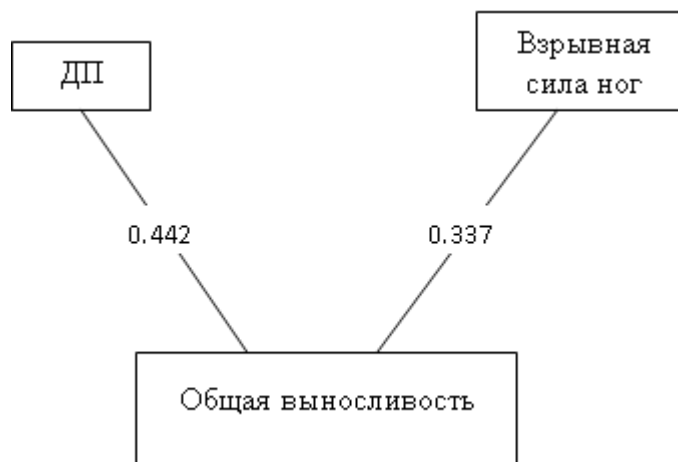 ДП
Взрывная
сила ног
0.442
0.337
Общая выносливость